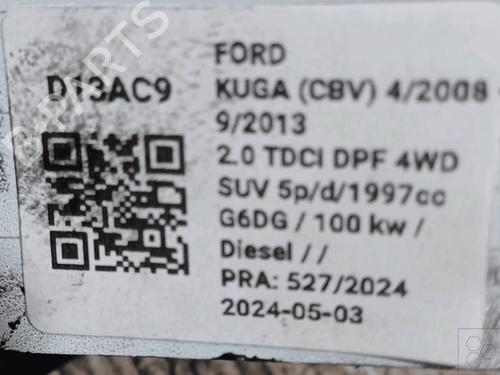 FORD
D13AC9
KUGA (CBV) 4/2008 -
9/2013
2.0 TDCI DPF 4WD
SUV 5p/d/1997cc
G6DG / 100 kw /
Diesel / /
PRA: 527/2024
2024-05-03